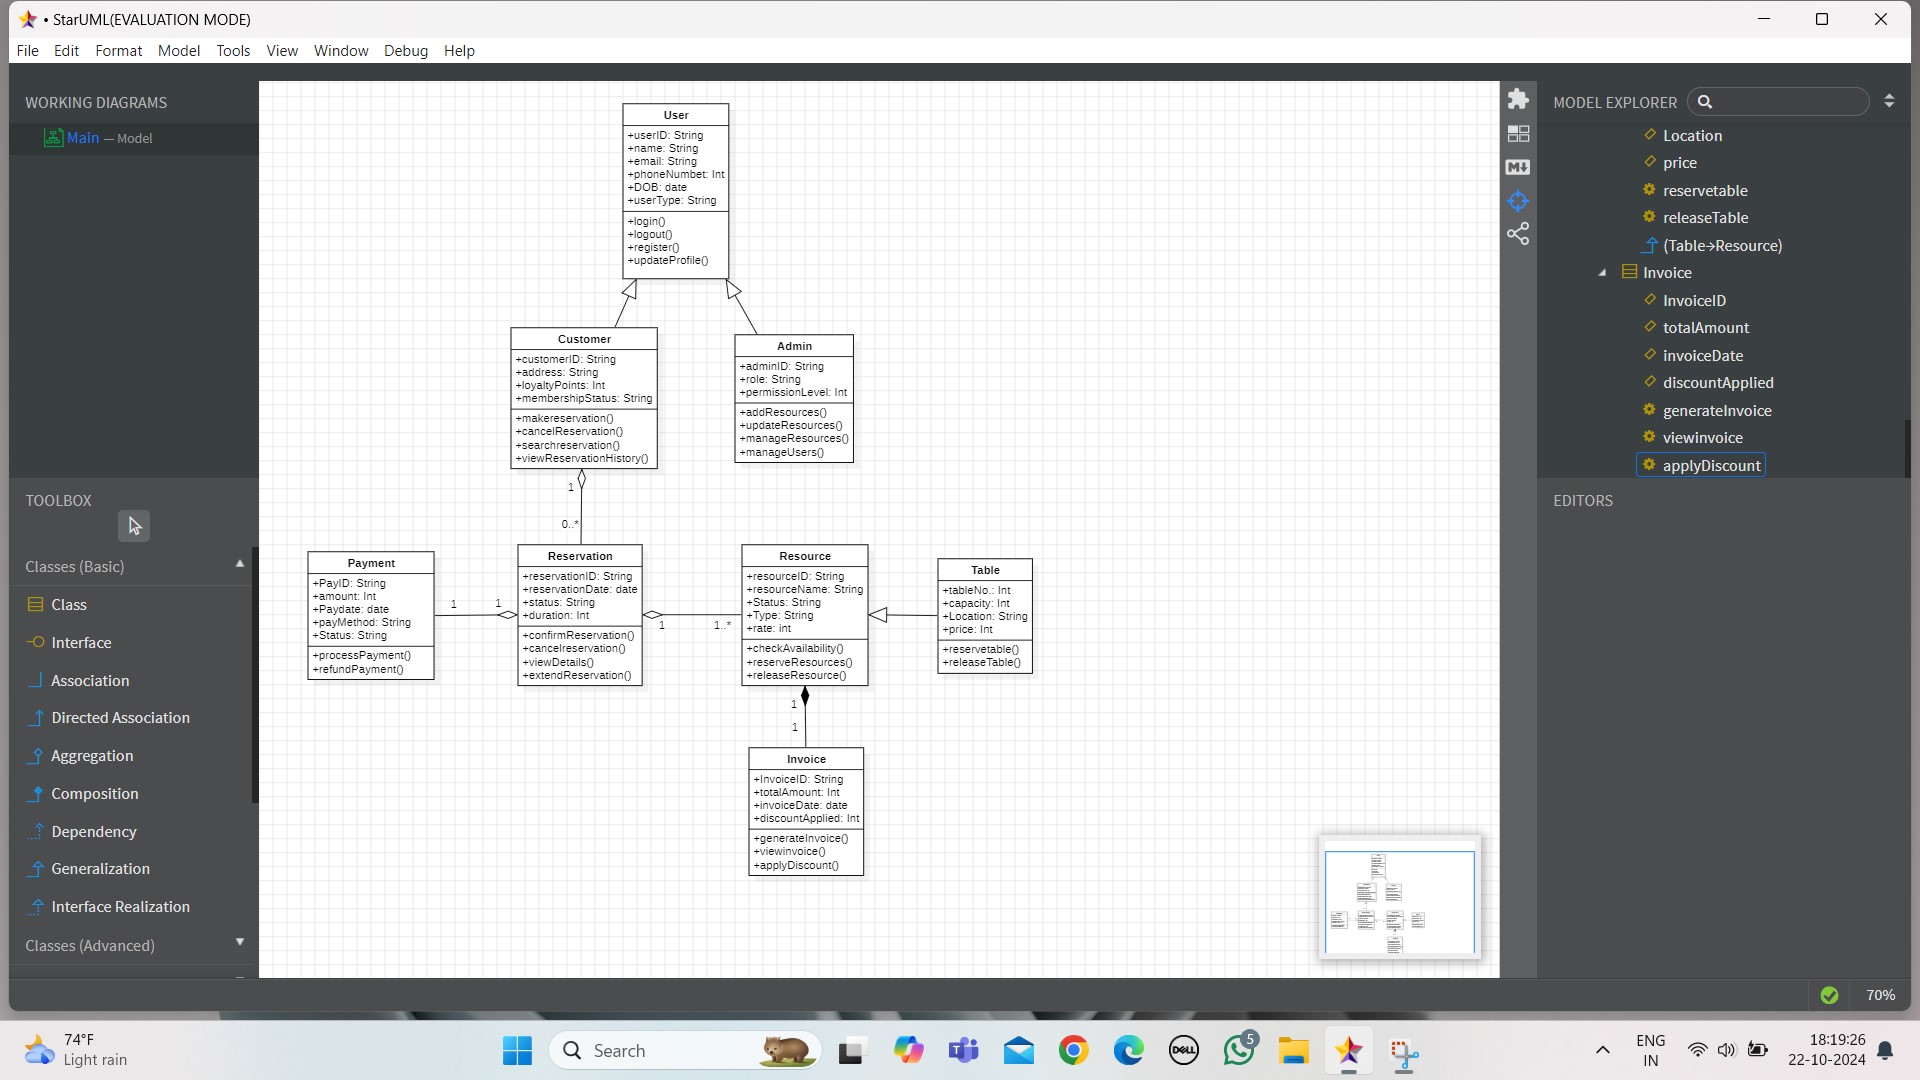 • StarUML(EVALUATION MODE)
File Edit Format Model Tools View Window Debug Help
WORKING DIAGRAMS
Main — Model
TOOLBOX
Classes (Basic)
Class
Interface
Association
Directed Association
Aggregation
Composition
Dependency
Generalization
Interface Realization
Classes (Advanced)
User
+userID: String
+name: String
+email: String
+phoneNumbet: Int
+DOB: date
+userType: String
+login()
+logout()
+register()
+updateProfile()
Customer
+customerID: String
+address: String
+loyaltyPoints: Int
+membershipStatus: String
+makereservation()
+cancelReservation()
+searchreservation()
+viewReservationHistory()
Admin
+adminID: String
+role: String
+permissionLevel: Int
+addResources()
+updateResources()
+manageResources()
+manageUsers()
1
0..*
Payment
+PayID: String
+amount: Int
+Paydate: date
+payMethod: String
+Status: String
+processPayment()
+refundPayment()
1
1
Reservation
+reservationID: String
+reservationDate: date
+status: String
+duration: Int
+confirmReservation()
+cancelreservation()
+viewDetails()
+extendReservation()
1
1..*
Resource
+resourceID: String
+resourceName: String
+Status: String
+Type: String
+rate: int
+checkAvailability()
+reserveResources()
+releaseResource()
Table
+tableNo.: Int
+capacity: Int
+Location: String
+price: Int
+reservetable()
+releaseTable()
1
1
Invoice
+InvoiceID: String
+totalAmount: Int
+invoiceDate: date
+discountApplied: Int
+generateInvoice()
+viewinvoice()
+applyDiscount()
MODEL EXPLORER
Location
price
reservetable
releaseTable
(Table→Resource)
Invoice
InvoiceID
totalAmount
invoiceDate
discountApplied
generateInvoice
viewinvoice
applyDiscount
EDITORS
70%
74°F
Light rain
Search
DELL
5
ENG
IN
18:19:26
22-10-2024